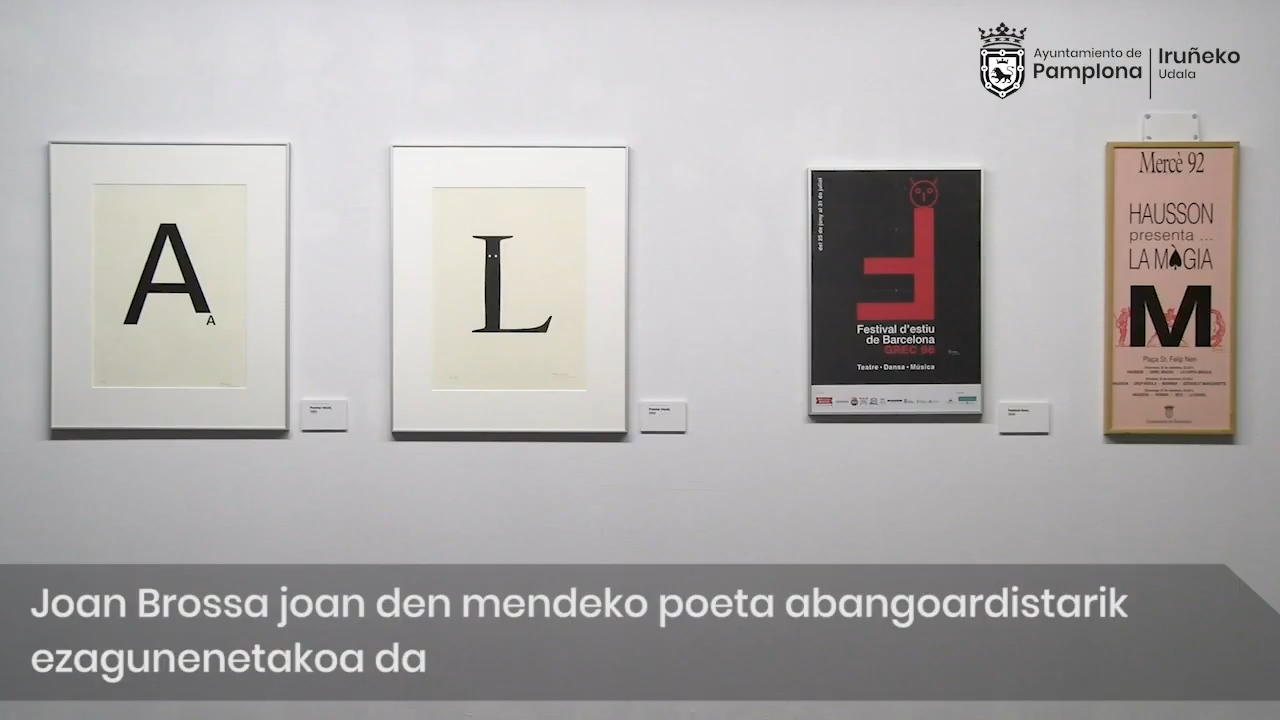 Ayuntamiento de
Pamplona
Iruñeko
Udala
A
A
L
del 25 de juny al 31 de juliol
Festival d'estiu
de Barcelona
GREC 96
Teatre · Dansa · Música
Mercè 92
HAUSSON
presenta ...
LA MÀGIA
M
Plaça St. Felip Neri
Joan Brossa joan den mendeko poeta abangoardistarik
ezagunenetakoa da